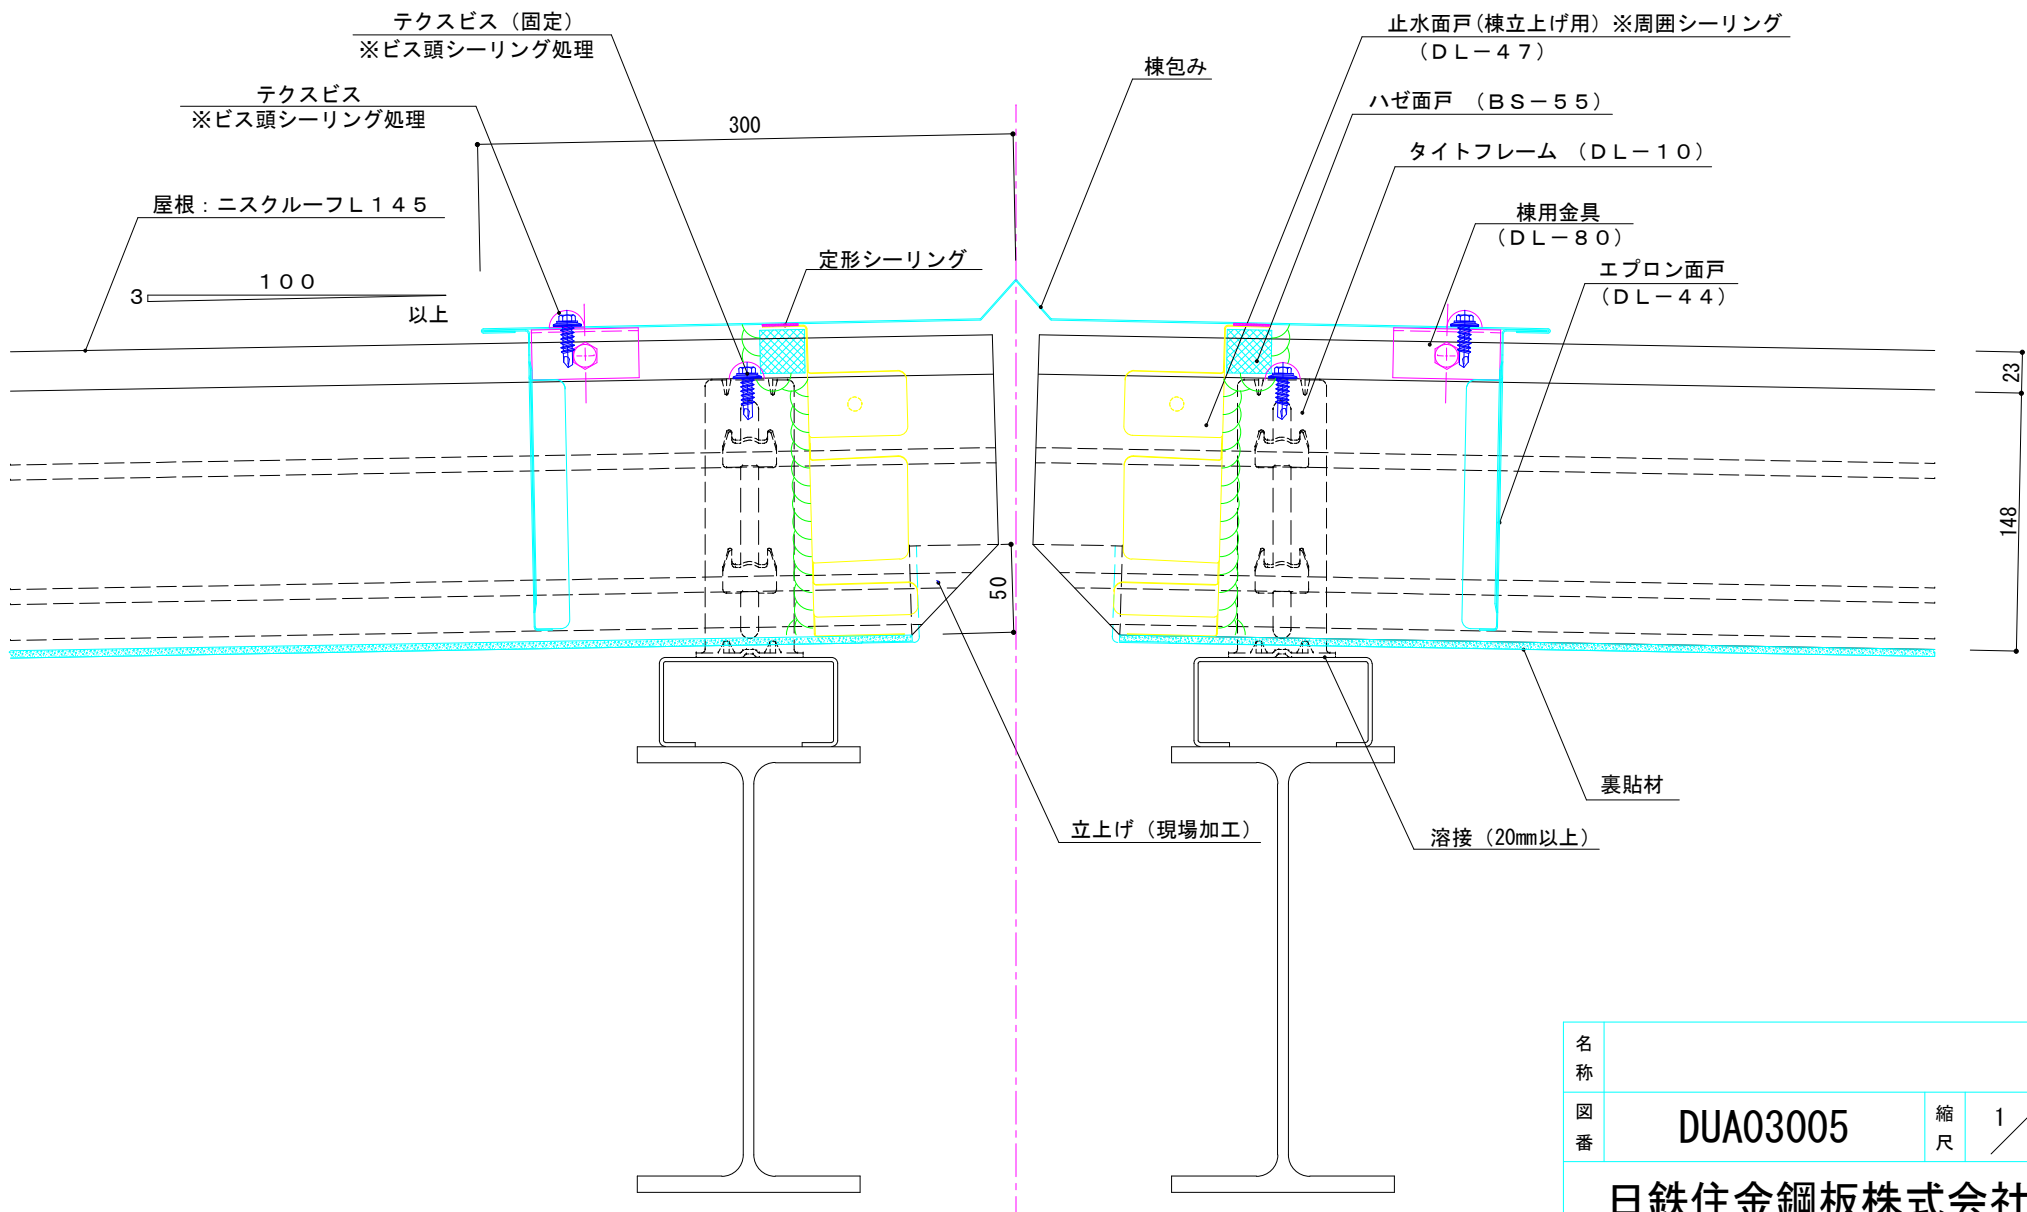 テクスビス（固定）
※ビス頭シーリング処理
止水面戸(棟立上げ用) ※周囲シーリング
（ＤＬ－４７）
棟包み
テクスビス
※ビス頭シーリング処理
ハゼ面戸 （ＢＳ－５５）
300
タイトフレーム （ＤＬ－１０）
屋根：ニスクルーフＬ１４５
棟用金具
（ＤＬ－８０）
定形シーリング
エプロン面戸
（ＤＬ－４４）
１００
3
以上
23
148
50
裏貼材
立上げ（現場加工）
溶接（20mm以上）
名称
図番 DUA03005 縮尺 1／
日鉄住金鋼板株式会社